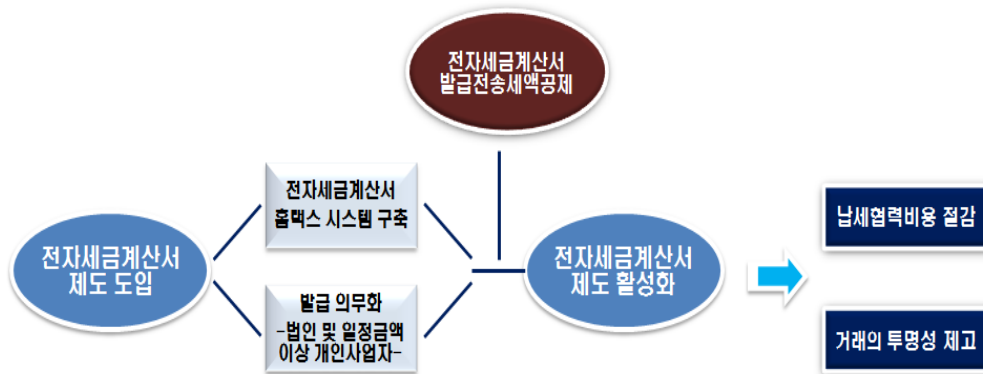 전자세금계산서
발급전송세액공제
전자세금계산서
제도 도입
전자세금계산서
홈택스 시스템 구축
발급 의무화
-법인 및 일정금액
이상 개인사업자-
전자세금계산서
제도 활성화
납세협력비용 절감
거래의 투명성 제고